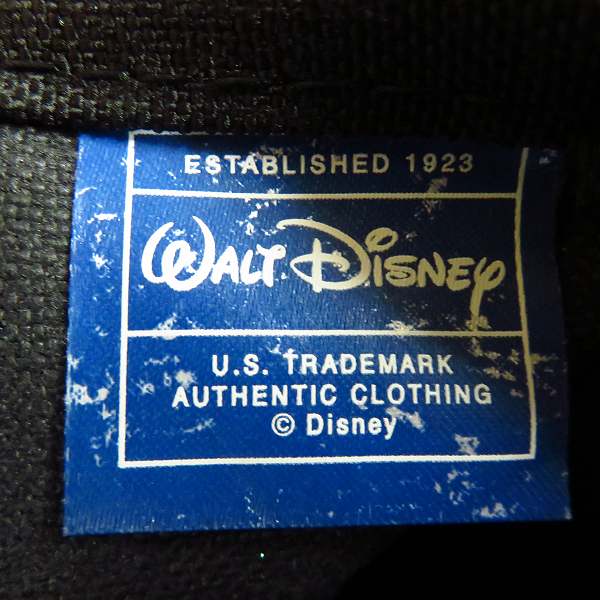 ESTABLISHED 1923
WALT DISNEY
U.S. TRADEMARK
AUTHENTIC CLOTHING
© Disney